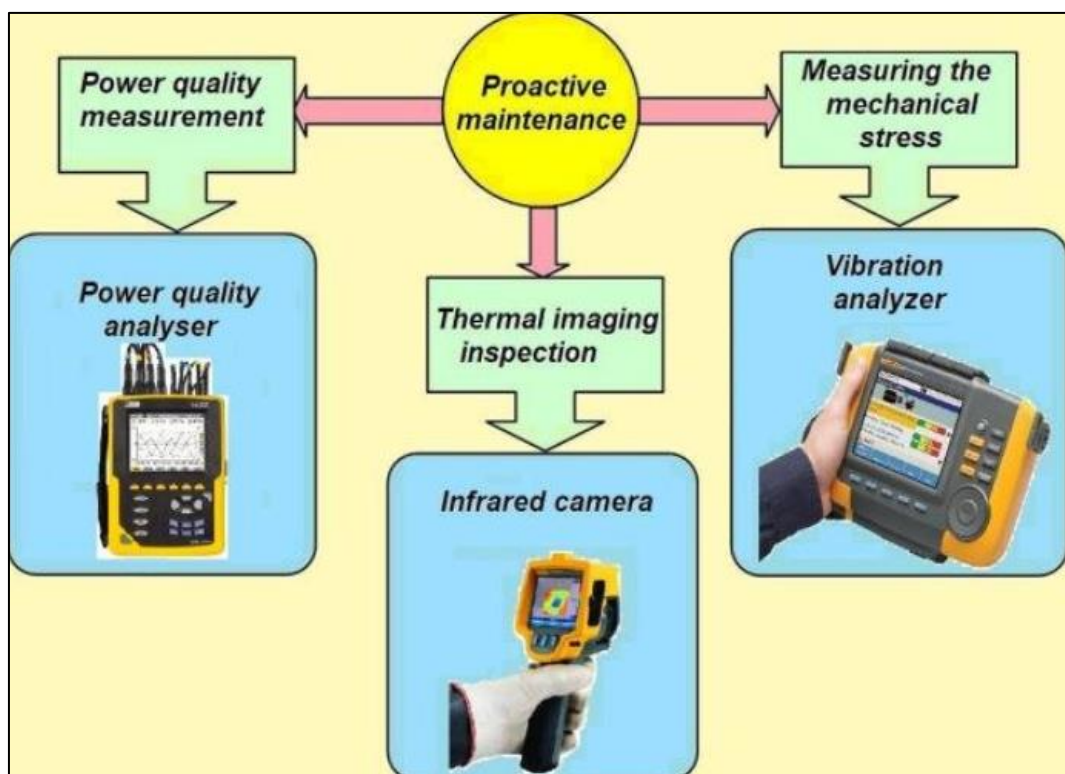 Power quality
measurement
Proactive
maintenance
Measuring the
mechanical
stress
Power quality
analyser
Thermal imaging
inspection
Vibration
analyzer
Infrared camera